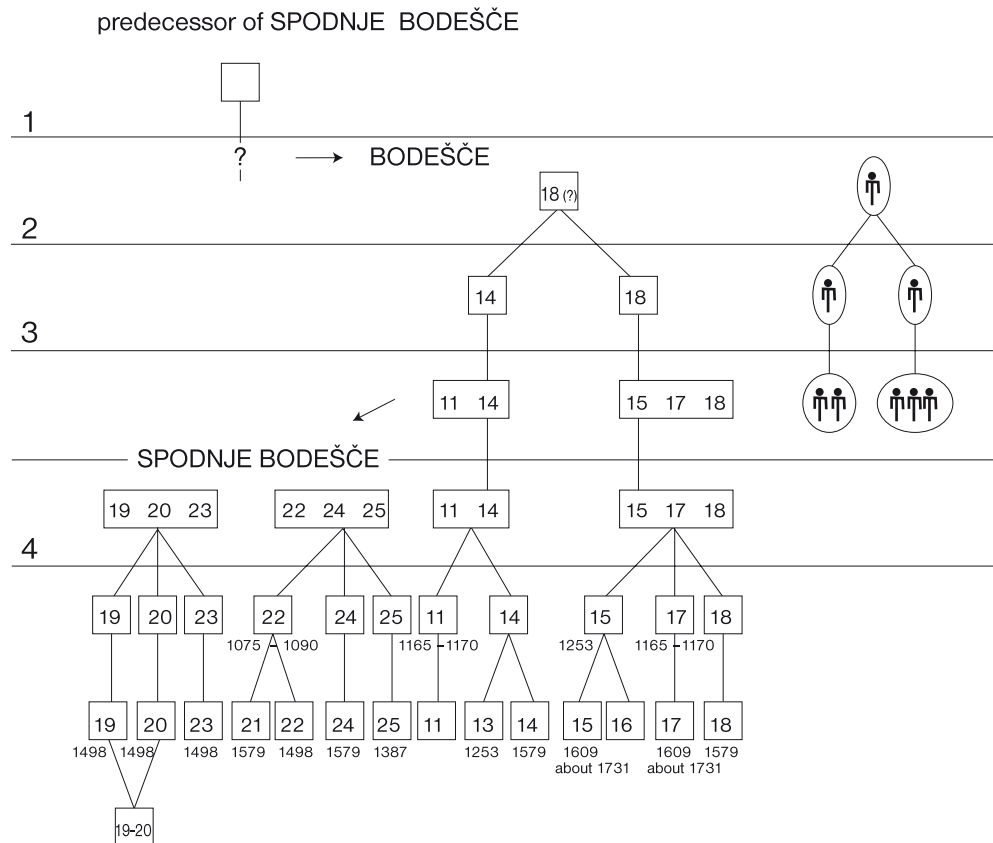 predecessor of SPODNJE BODEŠČE
1
? BODEŠČE
18 (?)
2
14 18
3
11 14 15 17 18
SPODNJE BODEŠČE
19 20 23 22 24 25 11 14 15 17 18
4
19 20 23 22 24 25 11 14 15 17 18
1075 – 1090 1165 – 1170 1253 1165 – 1170
19 20 23 21 22 24 25 11 13 14 15 16 17 18
1498 1498 1498 1579 1498 1579 1387 1253 1579 1609 1609 1579
about 1731 about 1731
19-20